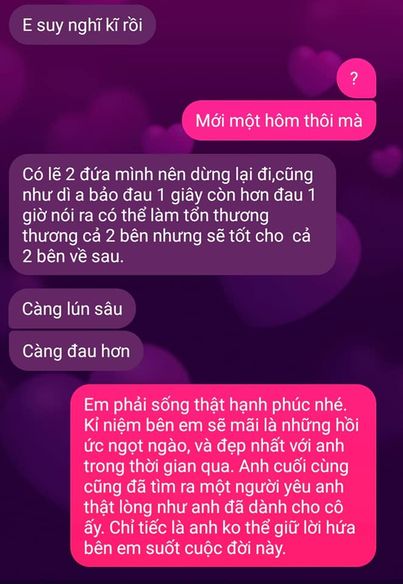 E suy nghĩ kĩ rồi
?
Mới một hôm thôi mà
Có lẽ 2 đứa mình nên dừng lại đi,cũng
như dì a bảo đau 1 giây còn hơn đau 1
giờ nói ra có thể làm tổn thương
thương cả 2 bên nhưng sẽ tốt cho cả
2 bên về sau.
Càng lún sâu
Càng đau hơn
Em phải sống thật hạnh phúc nhé.
Kỉ niệm bên em sẽ mãi là những hồi
ức ngọt ngào, và đẹp nhất với anh
trong thời gian qua. Anh cuối cùng
cũng đã tìm ra một người yêu anh
thật lòng như anh đã dành cho cô
ấy. Chỉ tiếc là anh ko thể giữ lời hứa
bên em suốt cuộc đời này.